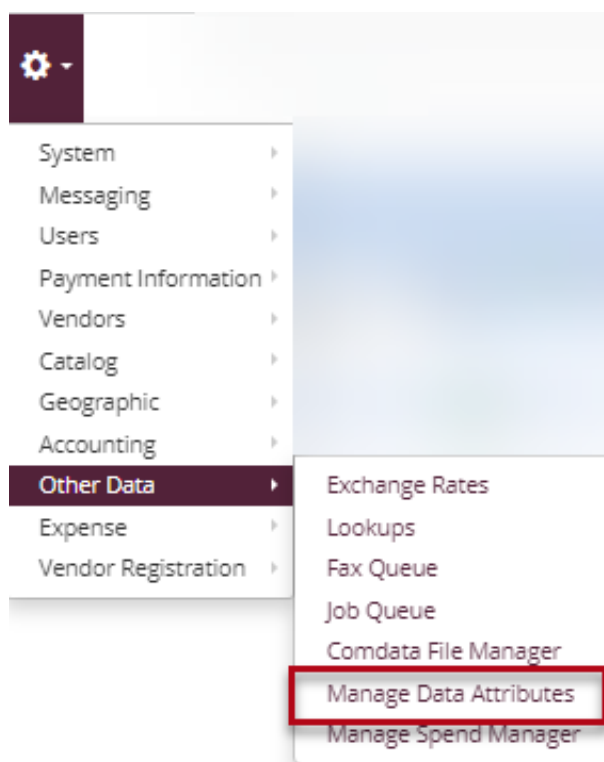 System
Messaging
Users
Payment Information
Vendors
Catalog
Geographic
Accounting
Other Data
Expense
Vendor Registration
Exchange Rates
Lookups
Fax Queue
Job Queue
Comdata File Manager
Manage Data Attributes
Manage Spend Manager